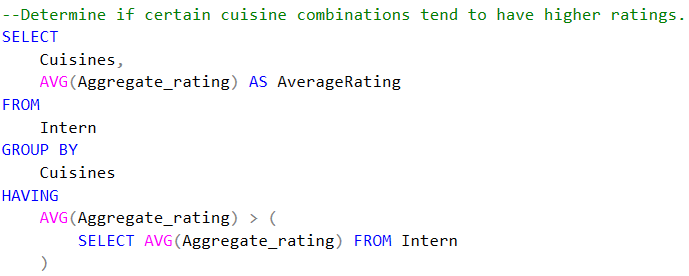 --Determine if certain cuisine combinations tend to have higher ratings.
SELECT
    Cuisines,
    AVG(Aggregate_rating) AS AverageRating
FROM
    Intern
GROUP BY
    Cuisines
HAVING
    AVG(Aggregate_rating) > (
        SELECT AVG(Aggregate_rating) FROM Intern
    )